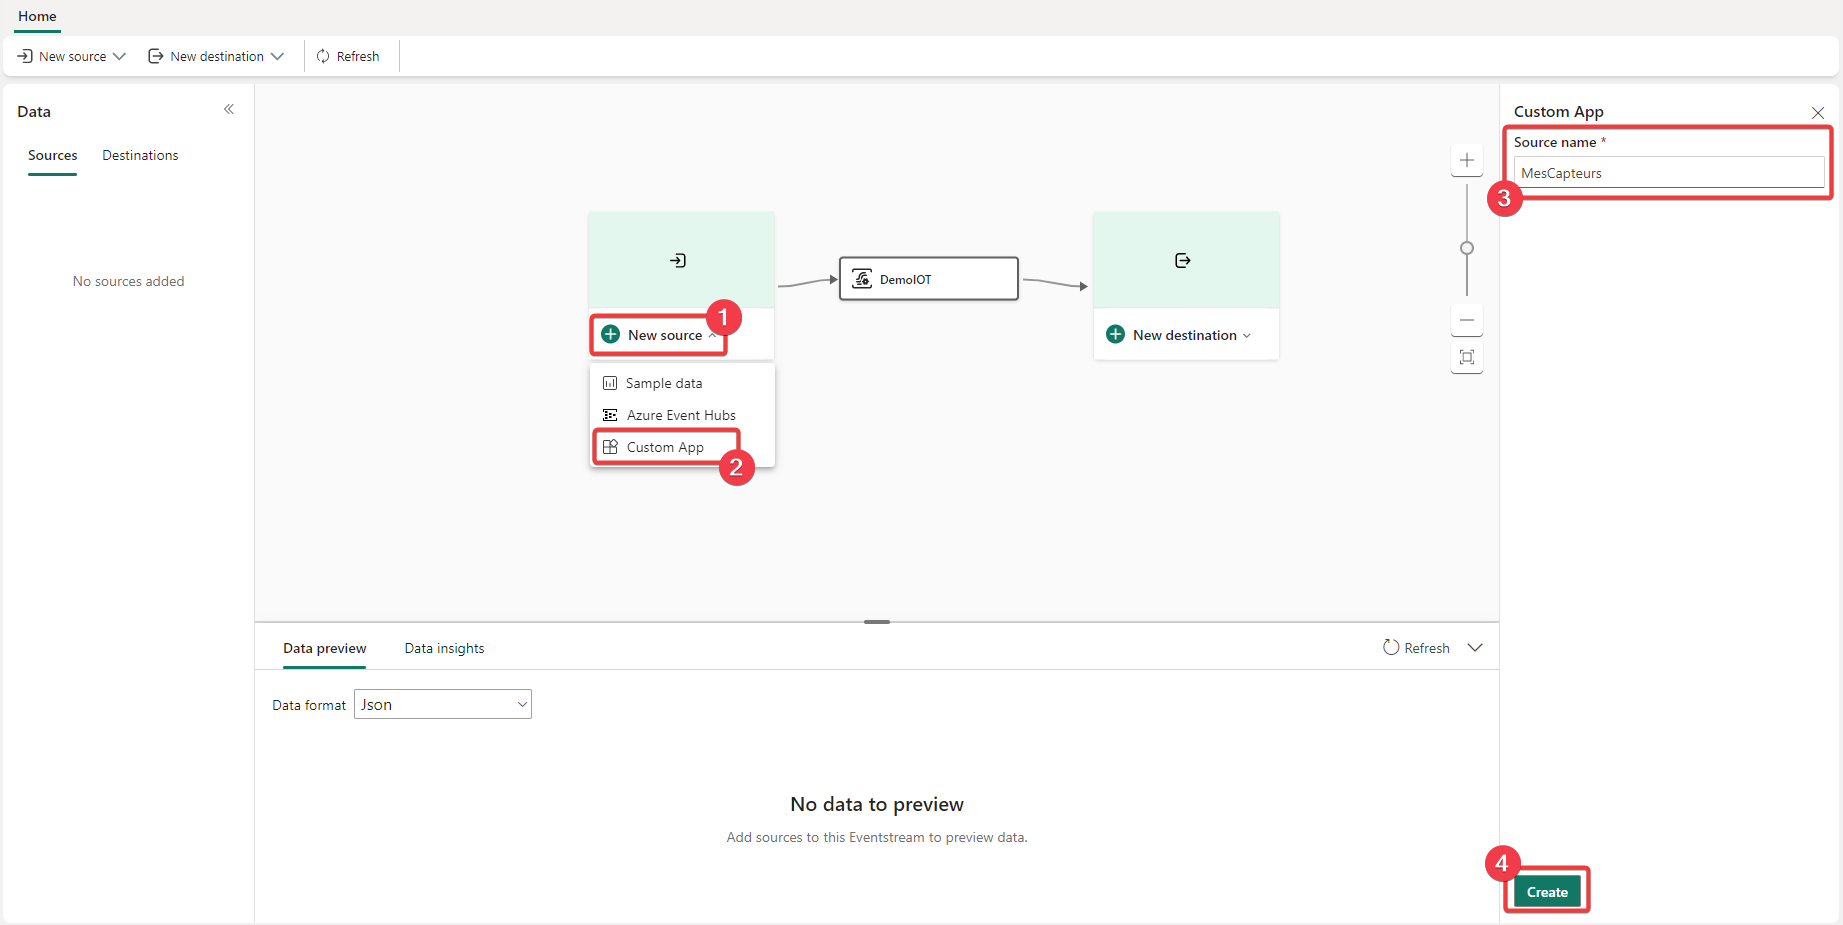 Home
New source
New destination
Refresh
Data
Sources
Destinations
No sources added
DemoIOT
1
New source
New destination
Sample data
Azure Event Hubs
Custom App
2
Custom App
Source name *
MesCapteurs
3
Data preview
Data insights
Refresh
Data format
Json
No data to preview
Add sources to this Eventstream to preview data.
4
Create